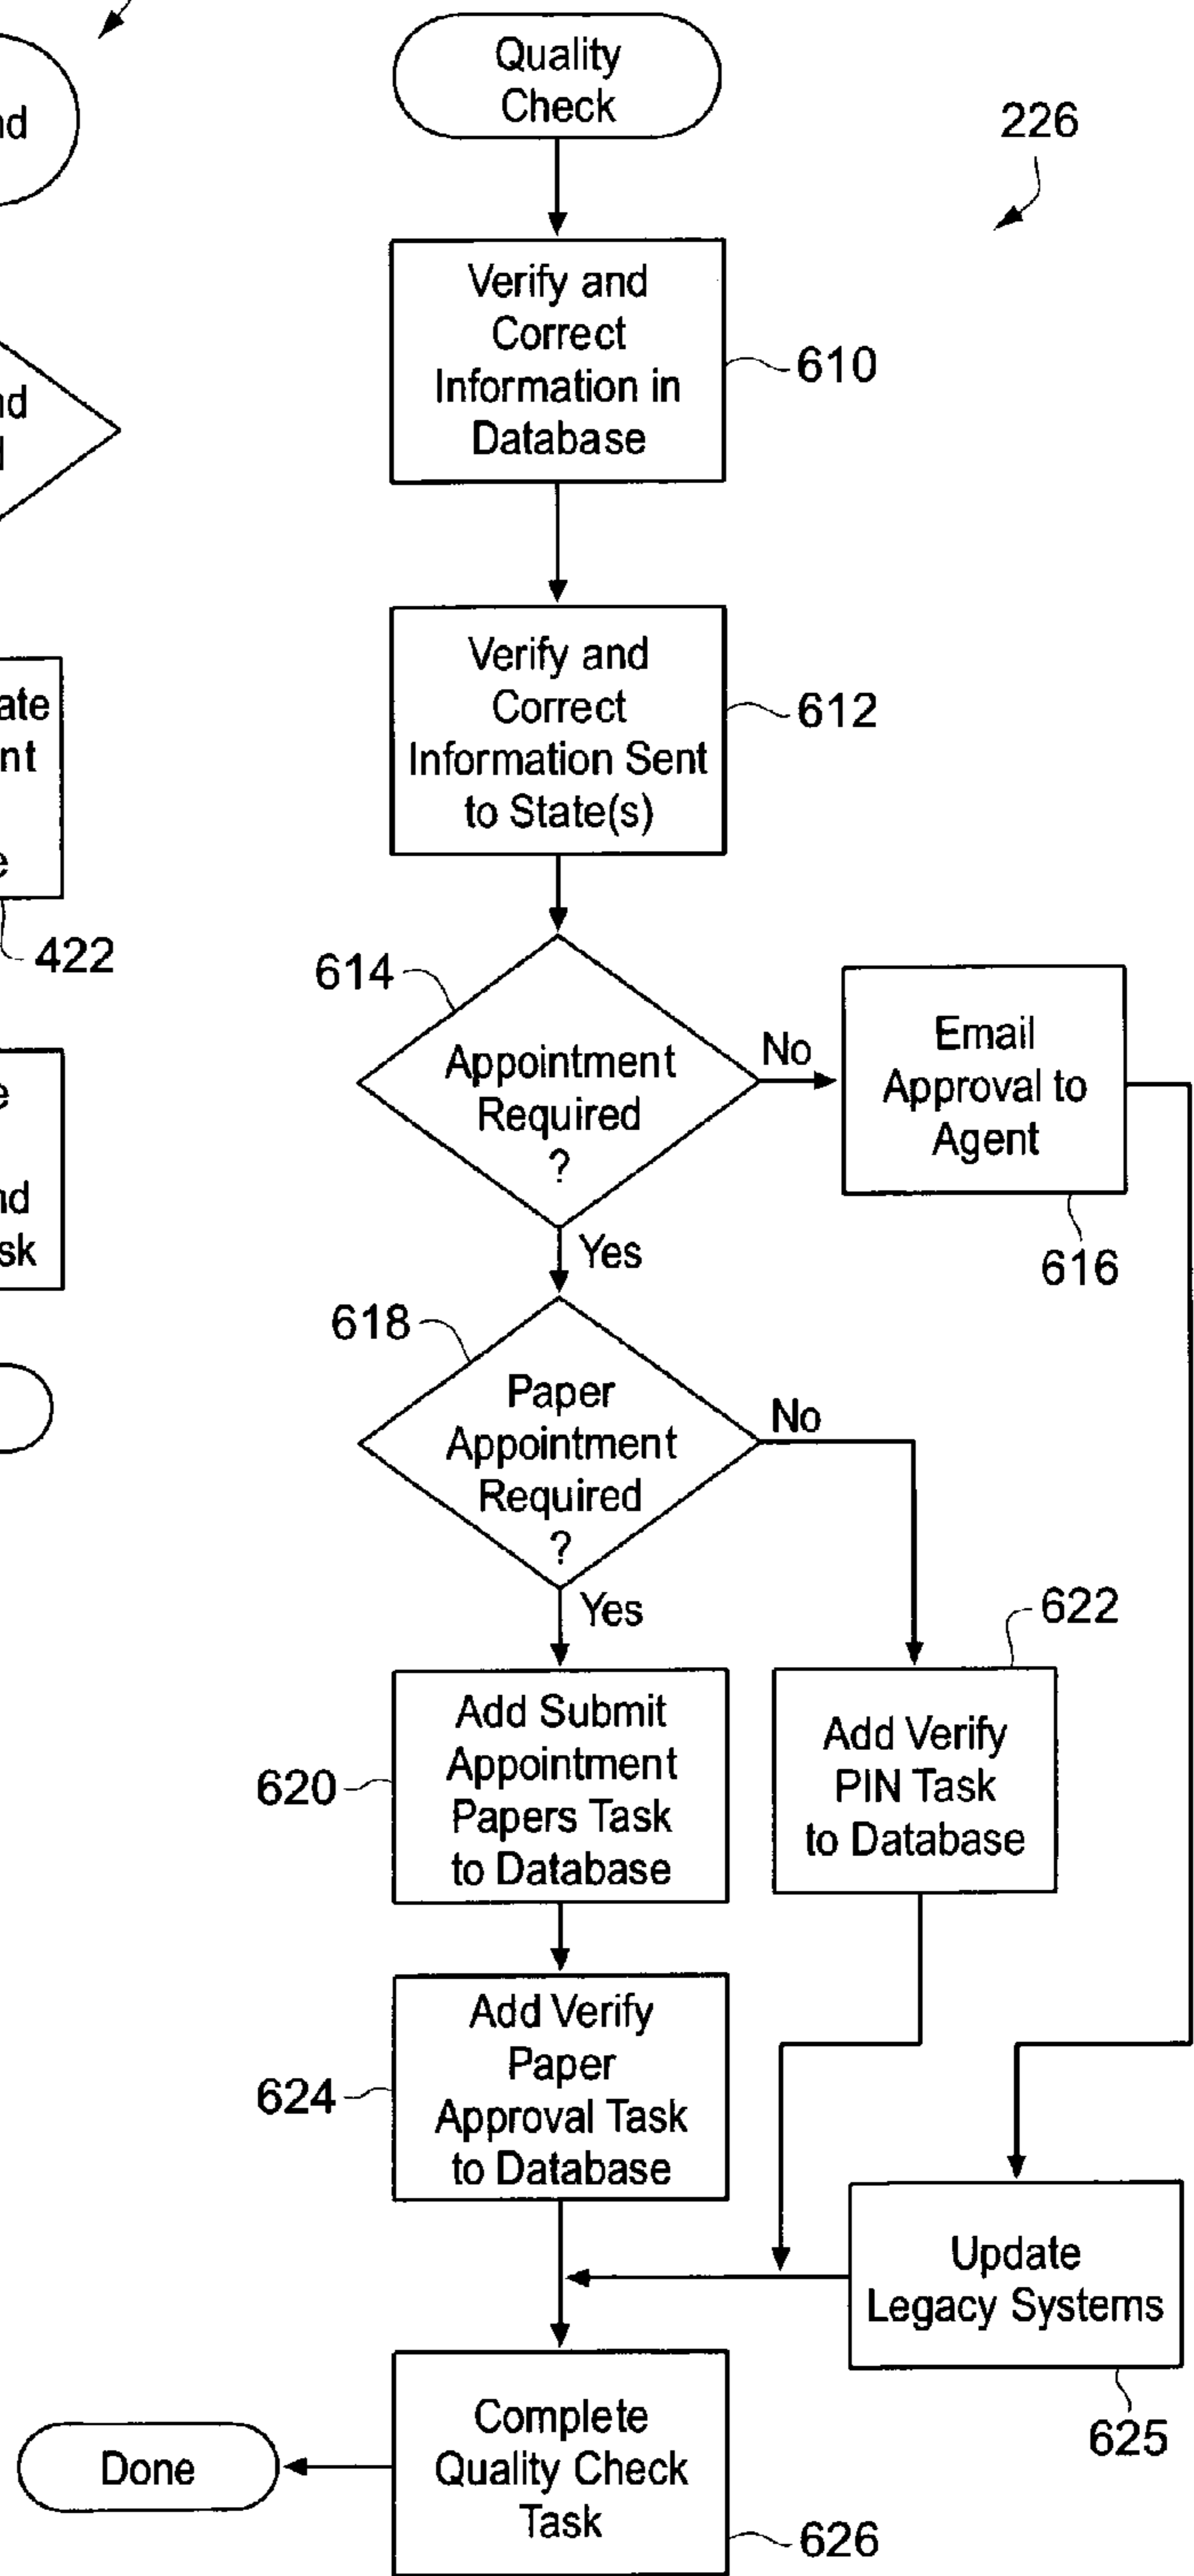 Quality
Check
226
Verify and
Correct
Information in
Database
610
Verify and
Correct
Information Sent
to State(s)
612
422
614
Appointment
Required
?
No
Email
Approval to
Agent
616
Yes
618
Paper
Appointment
Required
?
No
Yes
622
Add Submit
Appointment
Papers Task
to Database
620
Add Verify
PIN Task
to Database
Add Verify
Paper
Approval Task
to Database
624
Update
Legacy Systems
625
Complete
Quality Check
Task
626
Done